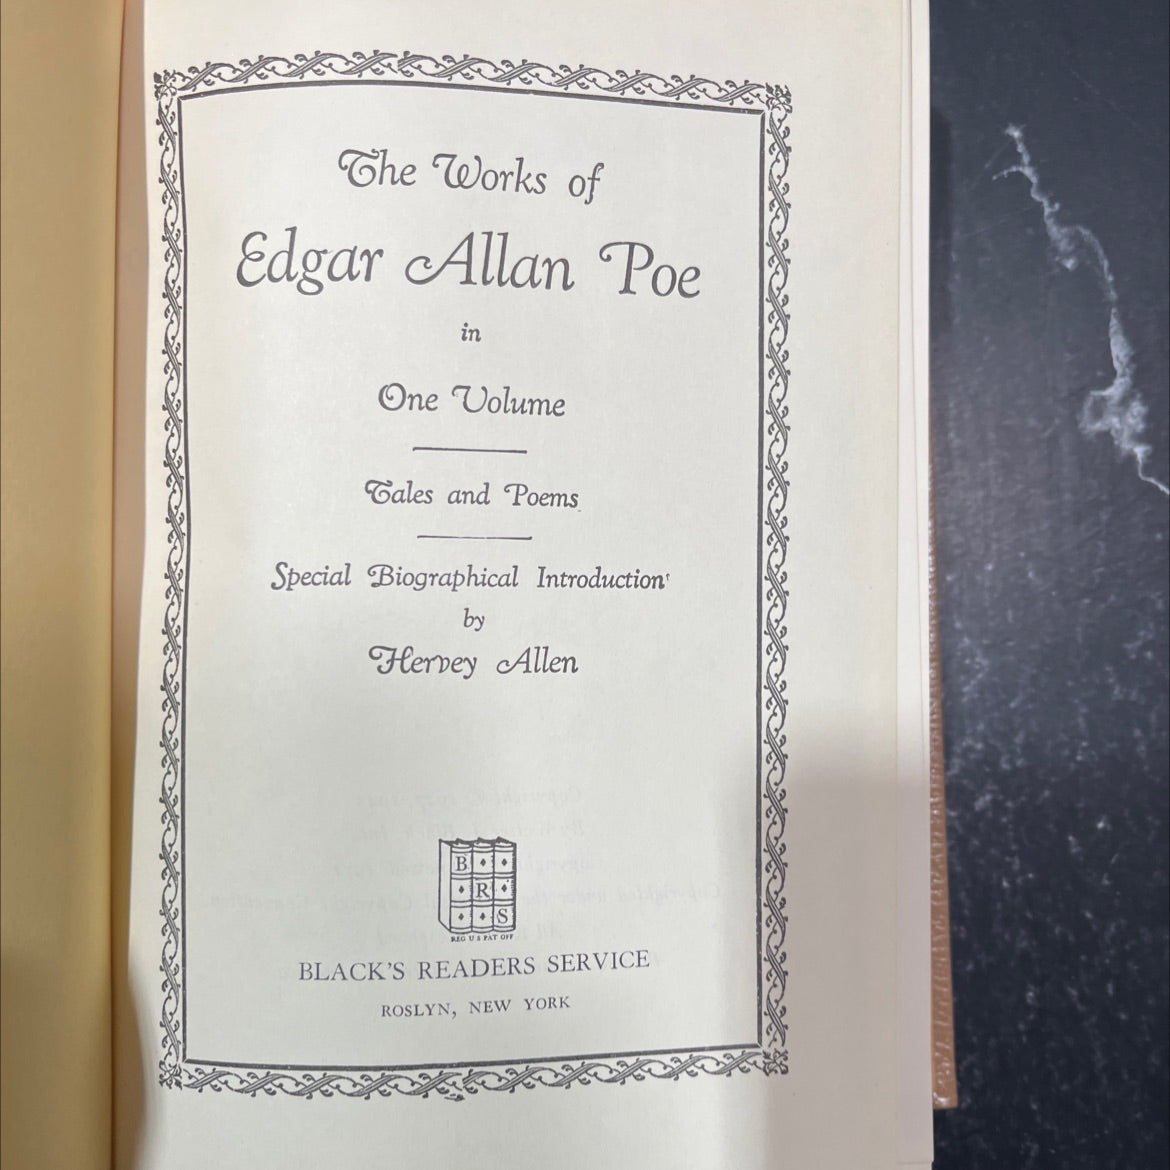 The Works of
Edgar Allan Poe
in
One Volume
Tales and Poems
Special Biographical Introduction
by
Hervey Allen
B
R
S
REG U S PAT OFF
BLACK'S READERS SERVICE
ROSLYN, NEW YORK